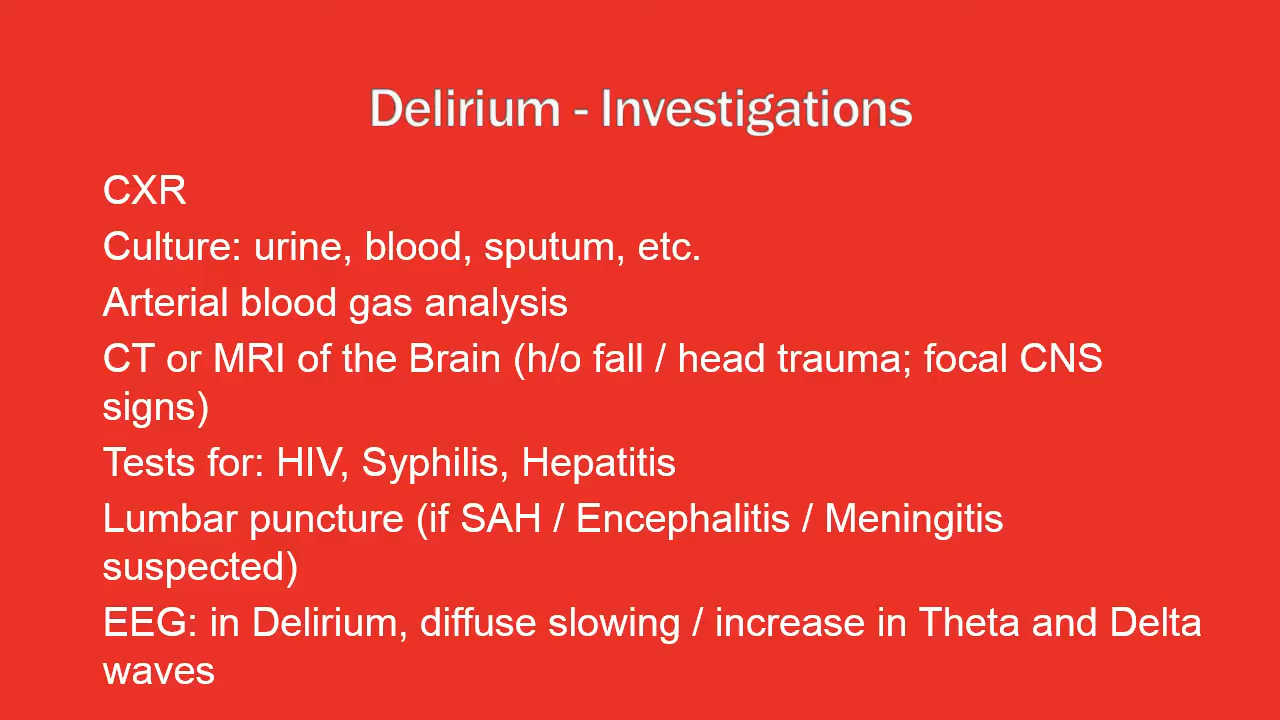 Delirium - Investigations
CXR
Culture: urine, blood, sputum, etc.
Arterial blood gas analysis
CT or MRI of the Brain (h/o fall / head trauma; focal CNS
signs)
Tests for: HIV, Syphilis, Hepatitis
Lumbar puncture (if SAH / Encephalitis / Meningitis
suspected)
EEG: in Delirium, diffuse slowing / increase in Theta and Delta
waves